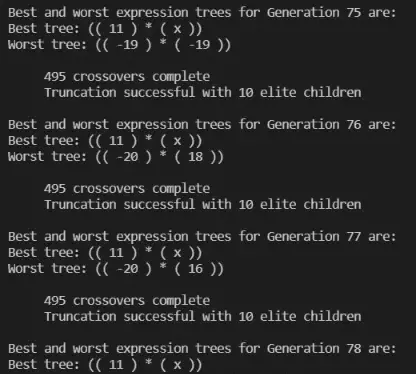 Best and worst expression trees for Generation 75 are:
Best tree: (( 11 ) * ( x ))
Worst tree: (( -19 ) * ( -19 ))
495 crossovers complete
Truncation successful with 10 elite children
Best and worst expression trees for Generation 76 are:
Best tree: (( 11 ) * ( x ))
Worst tree: (( -20 ) * ( 18 ))
495 crossovers complete
Truncation successful with 10 elite children
Best and worst expression trees for Generation 77 are:
Best tree: (( 11 ) * ( x ))
Worst tree: (( -20 ) * ( 16 ))
495 crossovers complete
Truncation successful with 10 elite children
Best and worst expression trees for Generation 78 are:
Best tree: (( 11 ) * ( x ))